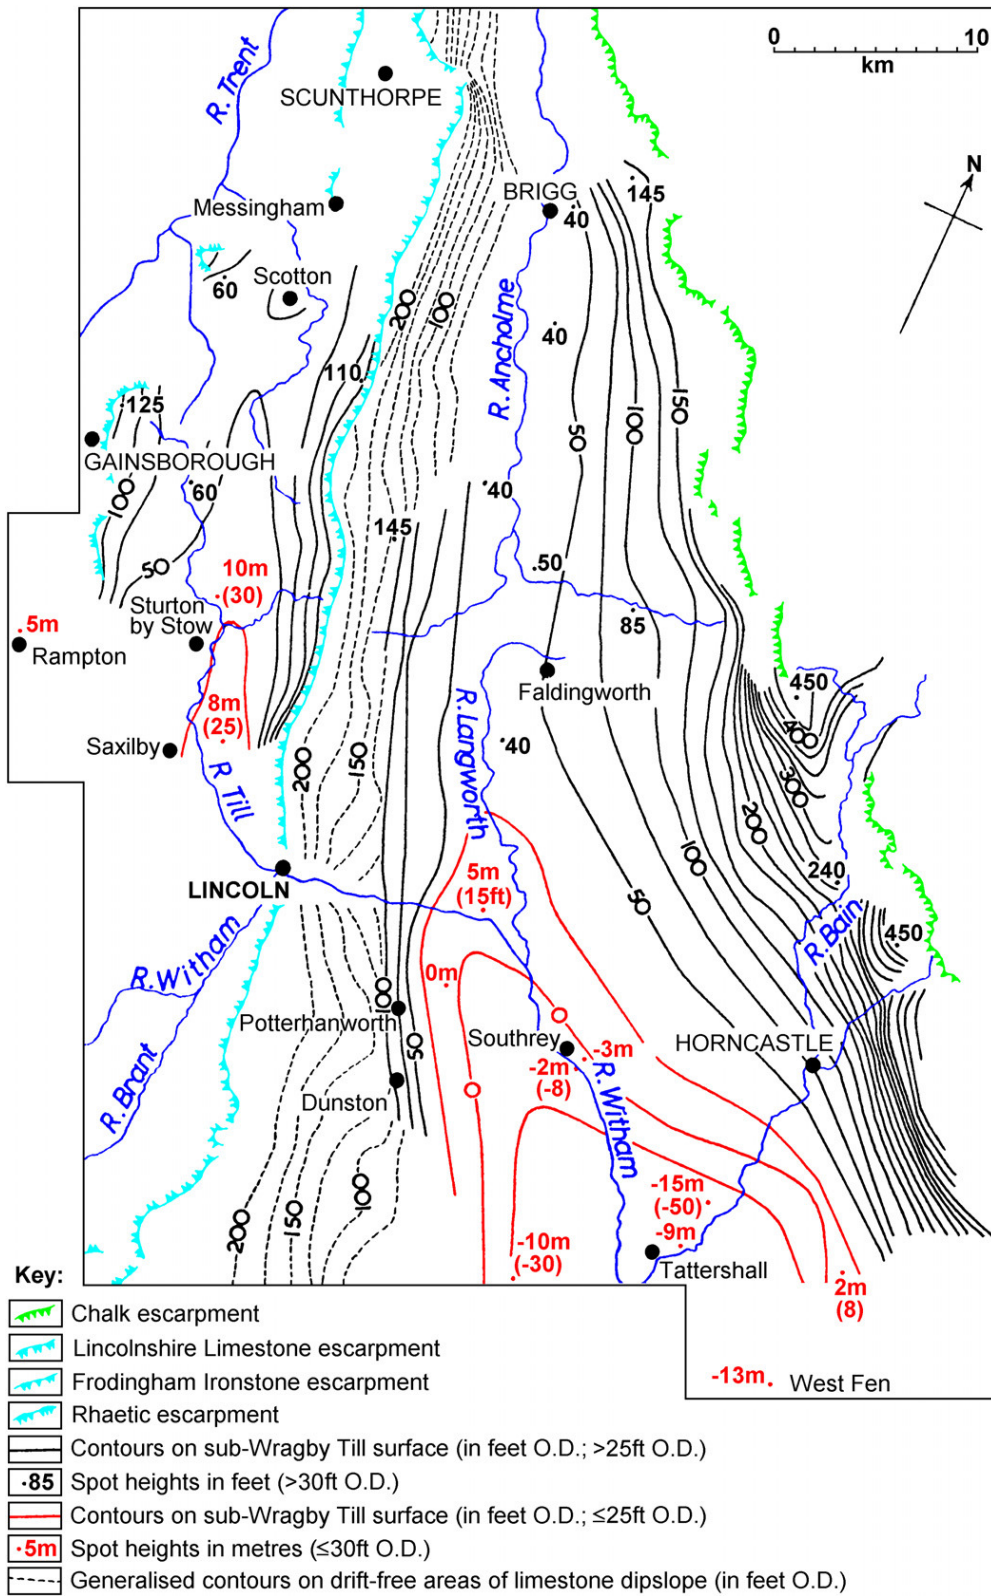 0 10
km
N
R. Trent
SCUNTHORPE
145
BRIGG
40
Messingham
60
Scotton
200
100
40
R. Ancholme
110
150
125
100
50
GAINSBOROUGH
60
100
40
145
50
50
10m
(30)
Sturton
by Stow
5m
Rampton
85
Faldingworth
450
400
8m
(25)
Saxilby
R Till
R. Langworth
40
200
150
300
200
100
LINCOLN
5m
(15ft)
50
240
450
R. Bain
R. Witham
0m
100
Potterhanworth
50
0
Southrey
-3m
-2m
(-8)
HORNCASTLE
R. Brant
Dunston
0
R. Witham
200
150
100
-15m
(-50)
-10m
(-30)
-9m
Tattershall
2m
(8)
-13m
West Fen
Key:
Chalk escarpment
Lincolnshire Limestone escarpment
Frodingham Ironstone escarpment
Rhaetic escarpment
Contours on sub-Wragby Till surface (in feet O.D.; >25ft O.D.)
85 Spot heights in feet (>30ft O.D.)
Contours on sub-Wragby Till surface (in feet O.D.; ≤25ft O.D.)
5m Spot heights in metres (≤30ft O.D.)
Generalised contours on drift-free areas of limestone dipslope (in feet O.D.)